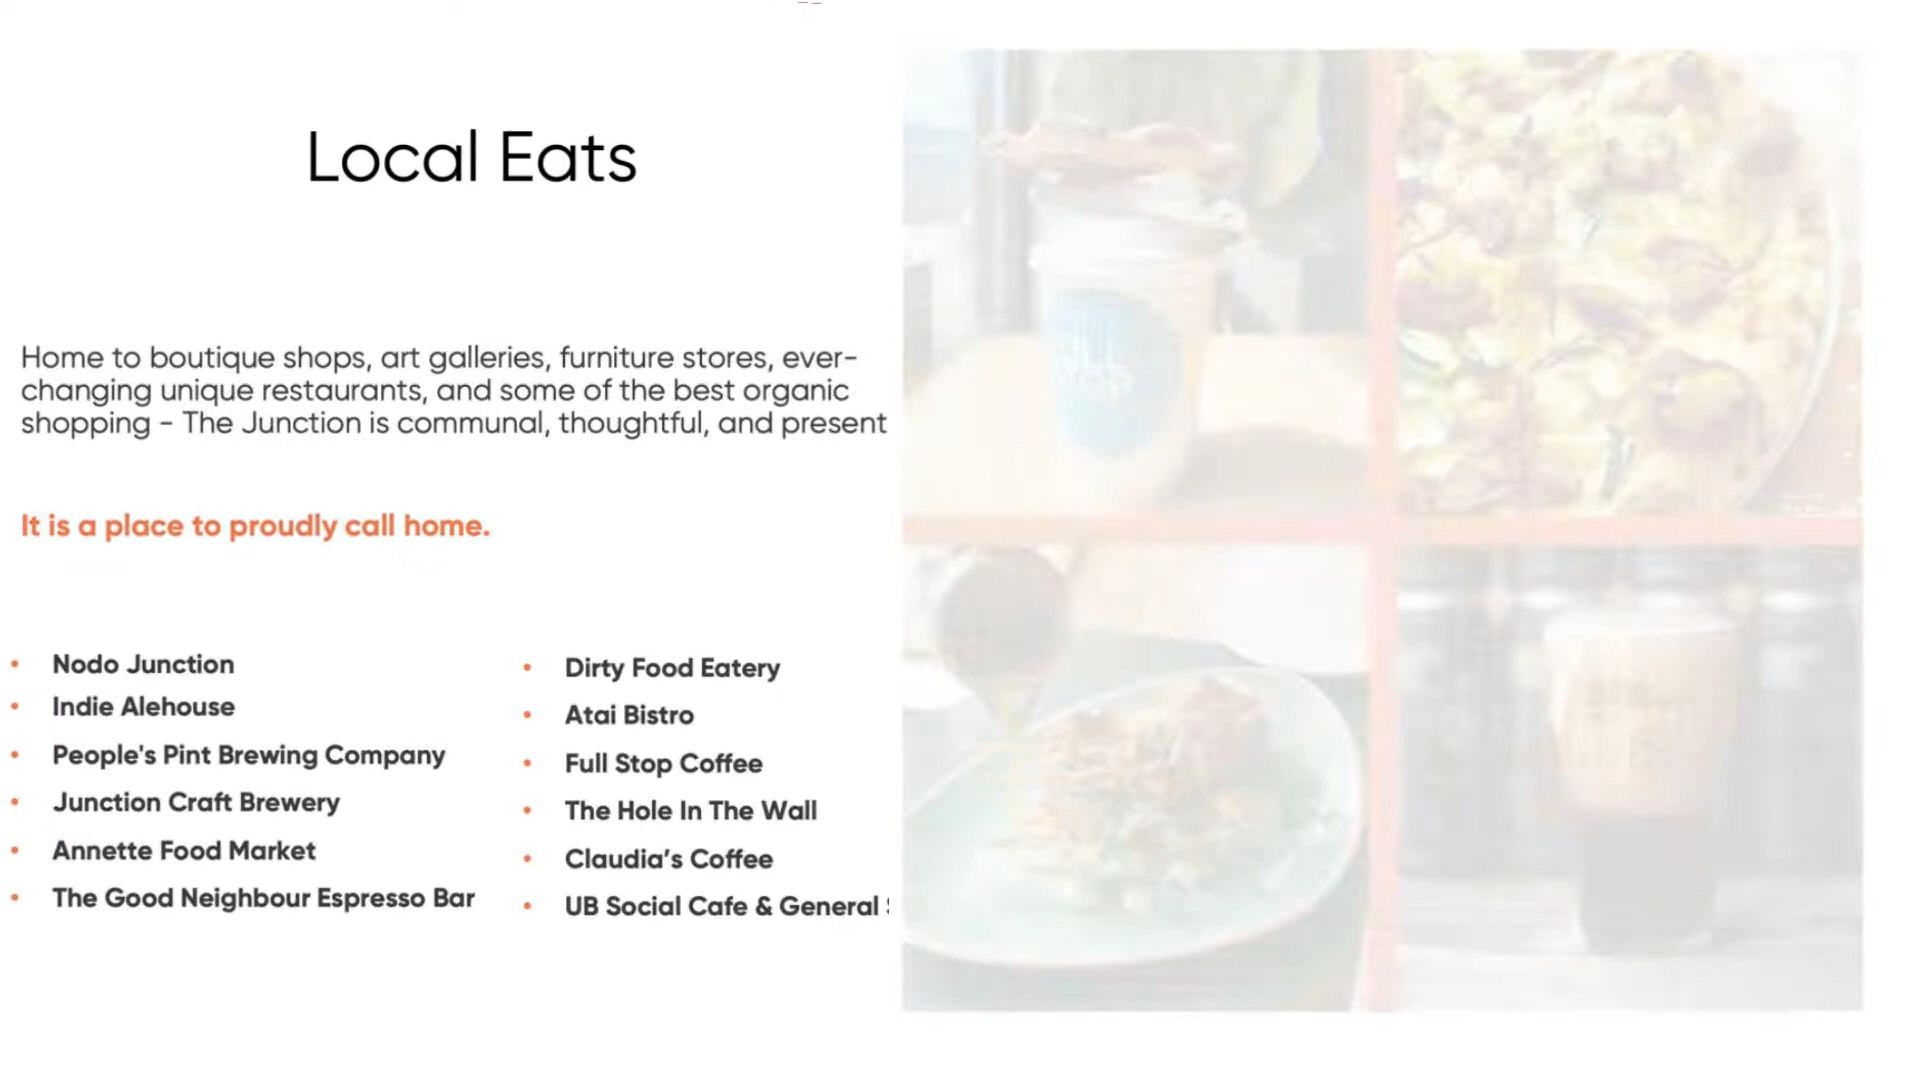 Local Eats
Home to boutique shops, art galleries, furniture stores, ever-
changing unique restaurants, and some of the best organic
shopping - The Junction is communal, thoughtful, and present
It is a place to proudly call home.
• Nodo Junction
• Indie Alehouse
• People's Pint Brewing Company
• Junction Craft Brewery
• Annette Food Market
• The Good Neighbour Espresso Bar
• Dirty Food Eatery
• Atai Bistro
• Full Stop Coffee
• The Hole In The Wall
• Claudia’s Coffee
• UB Social Cafe & General